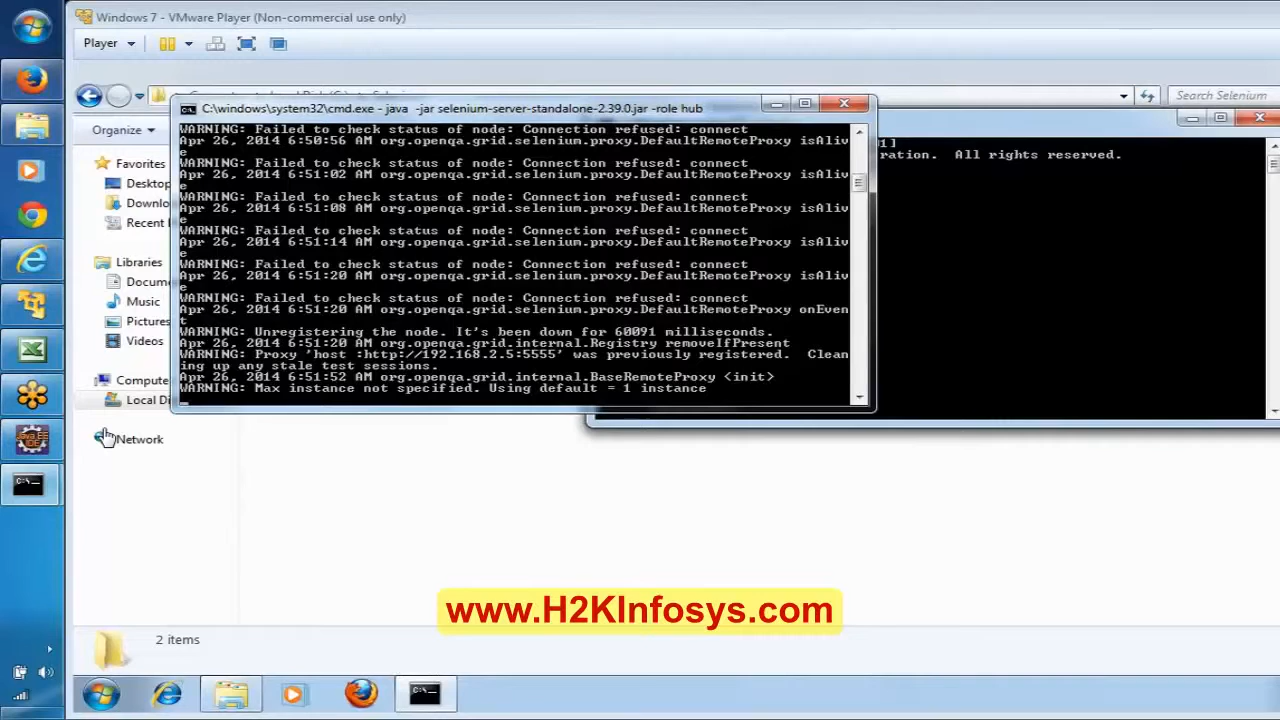 Windows 7 - VMware Player (Non-commercial use only)
Player
Search Selenium
C:\windows\system32\cmd.exe - java -jar selenium-server-standalone-2.39.0.jar -role hub
Organize
Favorites
Desktop
Downlo
Recent
Libraries
Docum
Music
Pictures
Videos
Compute
Local Di
Network
WARNING: Failed to check status of node: Connection refused: connect
Apr 26, 2014 6:50:56 AM org.openqa.grid.selenium.proxy.DefaultRemoteProxy isAliv
e
WARNING: Failed to check status of node: Connection refused: connect
Apr 26, 2014 6:51:02 AM org.openqa.grid.selenium.proxy.DefaultRemoteProxy isAliv
e
WARNING: Failed to check status of node: Connection refused: connect
Apr 26, 2014 6:51:08 AM org.openqa.grid.selenium.proxy.DefaultRemoteProxy isAliv
e
WARNING: Failed to check status of node: Connection refused: connect
Apr 26, 2014 6:51:14 AM org.openqa.grid.selenium.proxy.DefaultRemoteProxy isAliv
e
WARNING: Failed to check status of node: Connection refused: connect
Apr 26, 2014 6:51:20 AM org.openqa.grid.selenium.proxy.DefaultRemoteProxy isAliv
e
WARNING: Failed to check status of node: Connection refused: connect
Apr 26, 2014 6:51:20 AM org.openqa.grid.selenium.proxy.DefaultRemoteProxy onEven
t
WARNING: Unregistering the node. It's been down for 60091 milliseconds.
Apr 26, 2014 6:51:20 AM org.openqa.grid.internal.Registry removeIfPresent
WARNING: Proxy 'host :http://192.168.2.5:5555' was previously registered.  Clean
ing up any stale test sessions.
Apr 26, 2014 6:51:52 AM org.openqa.grid.internal.BaseRemoteProxy <init>
WARNING: Max instance not specified. Using default = 1 instance
01]
ration.  All rights reserved.
www.H2KInfosys.com
2 items